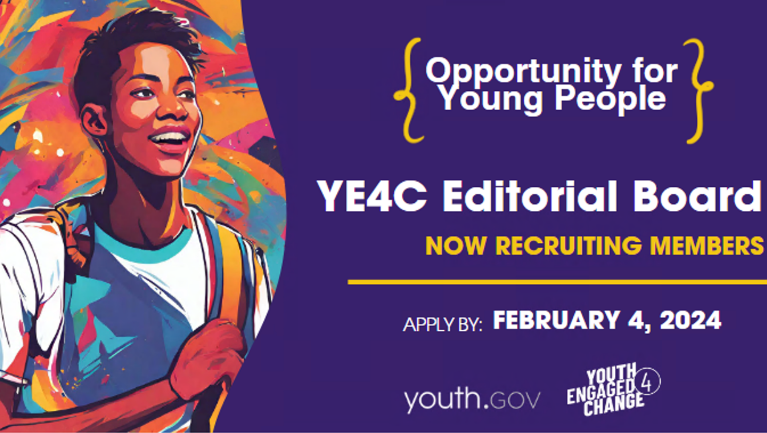 Opportunity for
Young People
YE4C Editorial Board
NOW RECRUITING MEMBERS
APPLY BY: FEBRUARY 4, 2024
youth.GOV
YOUTH
ENGAGED 4
CHANGE